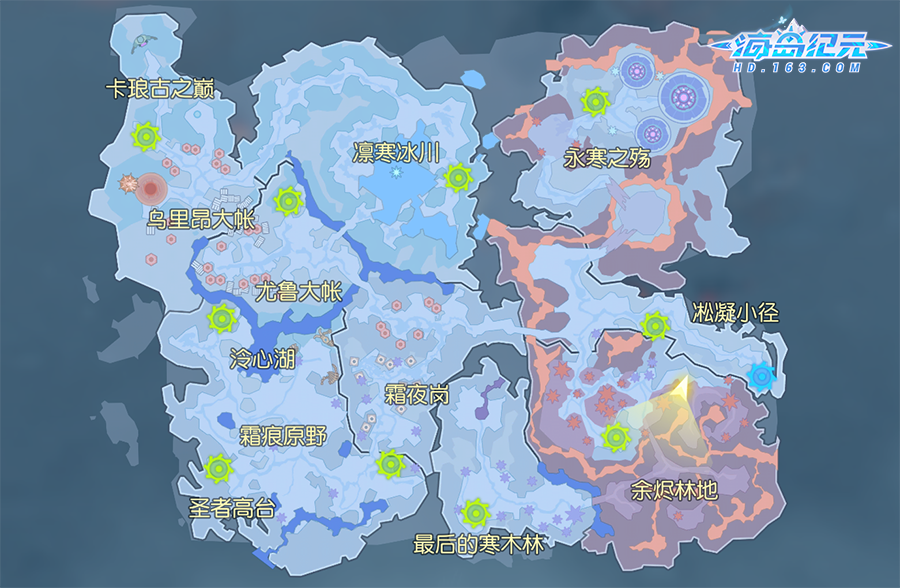 海岛纪元
HD.163.COM
卡琅古之巅
凛寒冰川
永寒之殇
乌里昂大帐
尤鲁大帐
凇凝小径
泠心湖
霜夜岗
霜痕原野
余烬林地
圣者高台
最后的寒木林